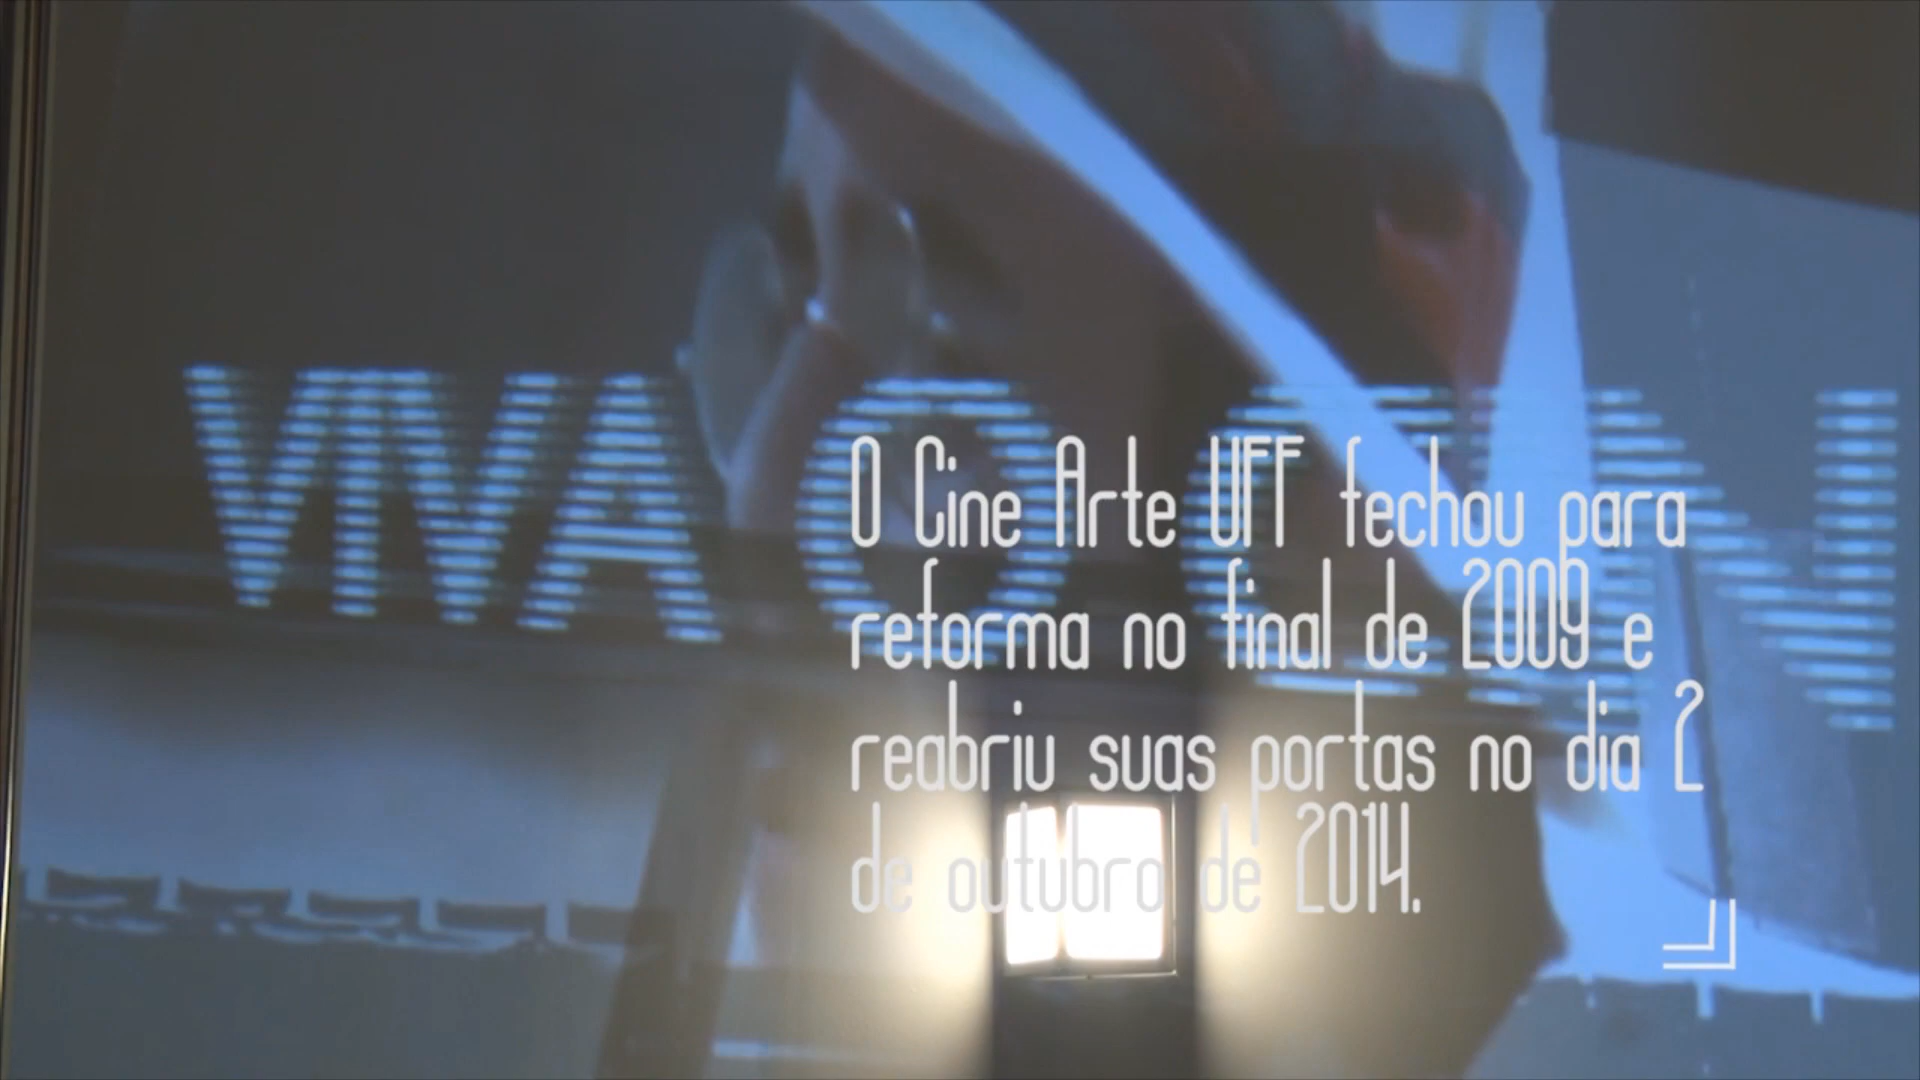 VIVA O CIN
O Cine Arte UFF fechou para
reforma no final de 2009 e
reabriu suas portas no dia 2
de outubro de 2014.